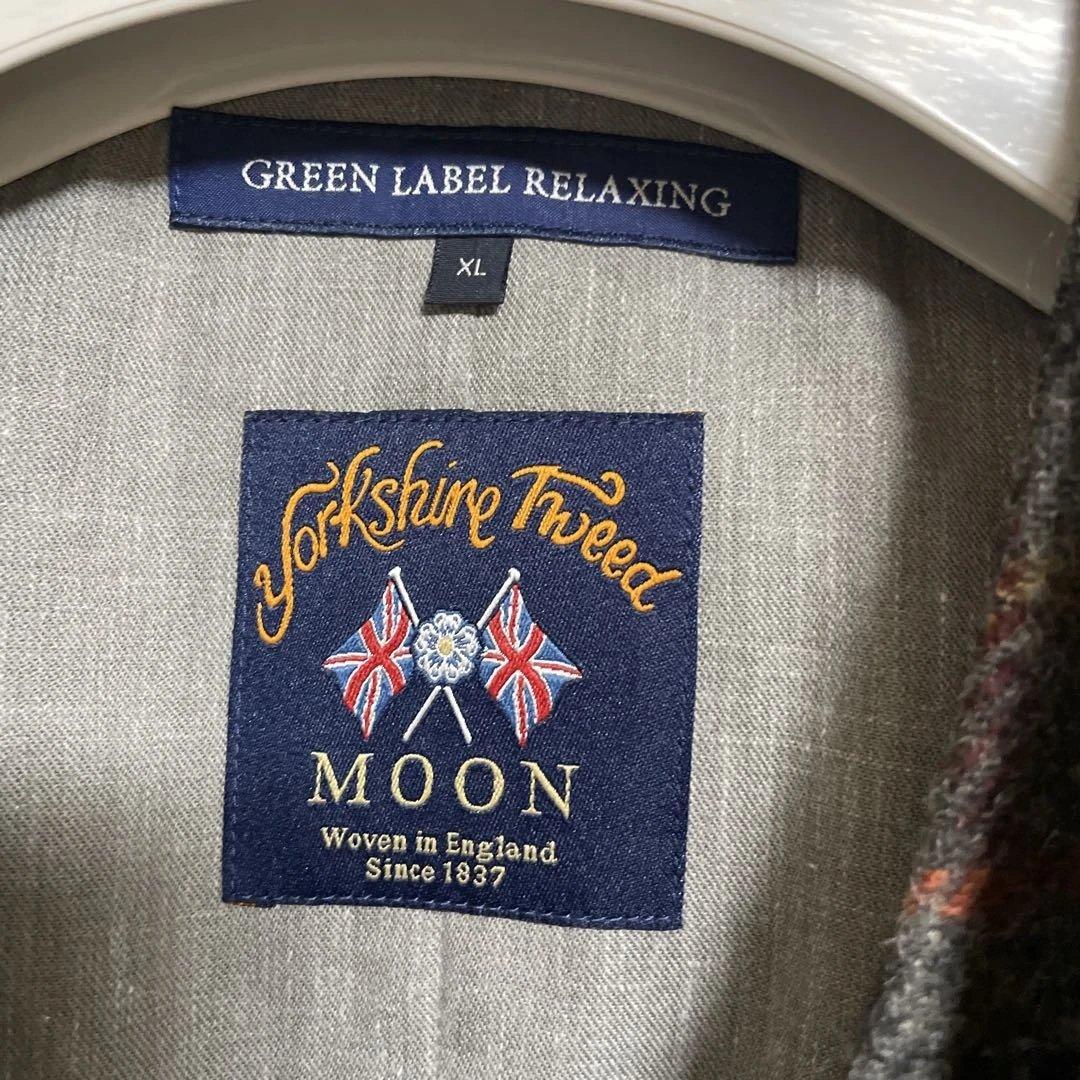 GREEN LABEL RELAXING
XL
Yorkshire Tweed
MOON
Woven in England
Since 1837